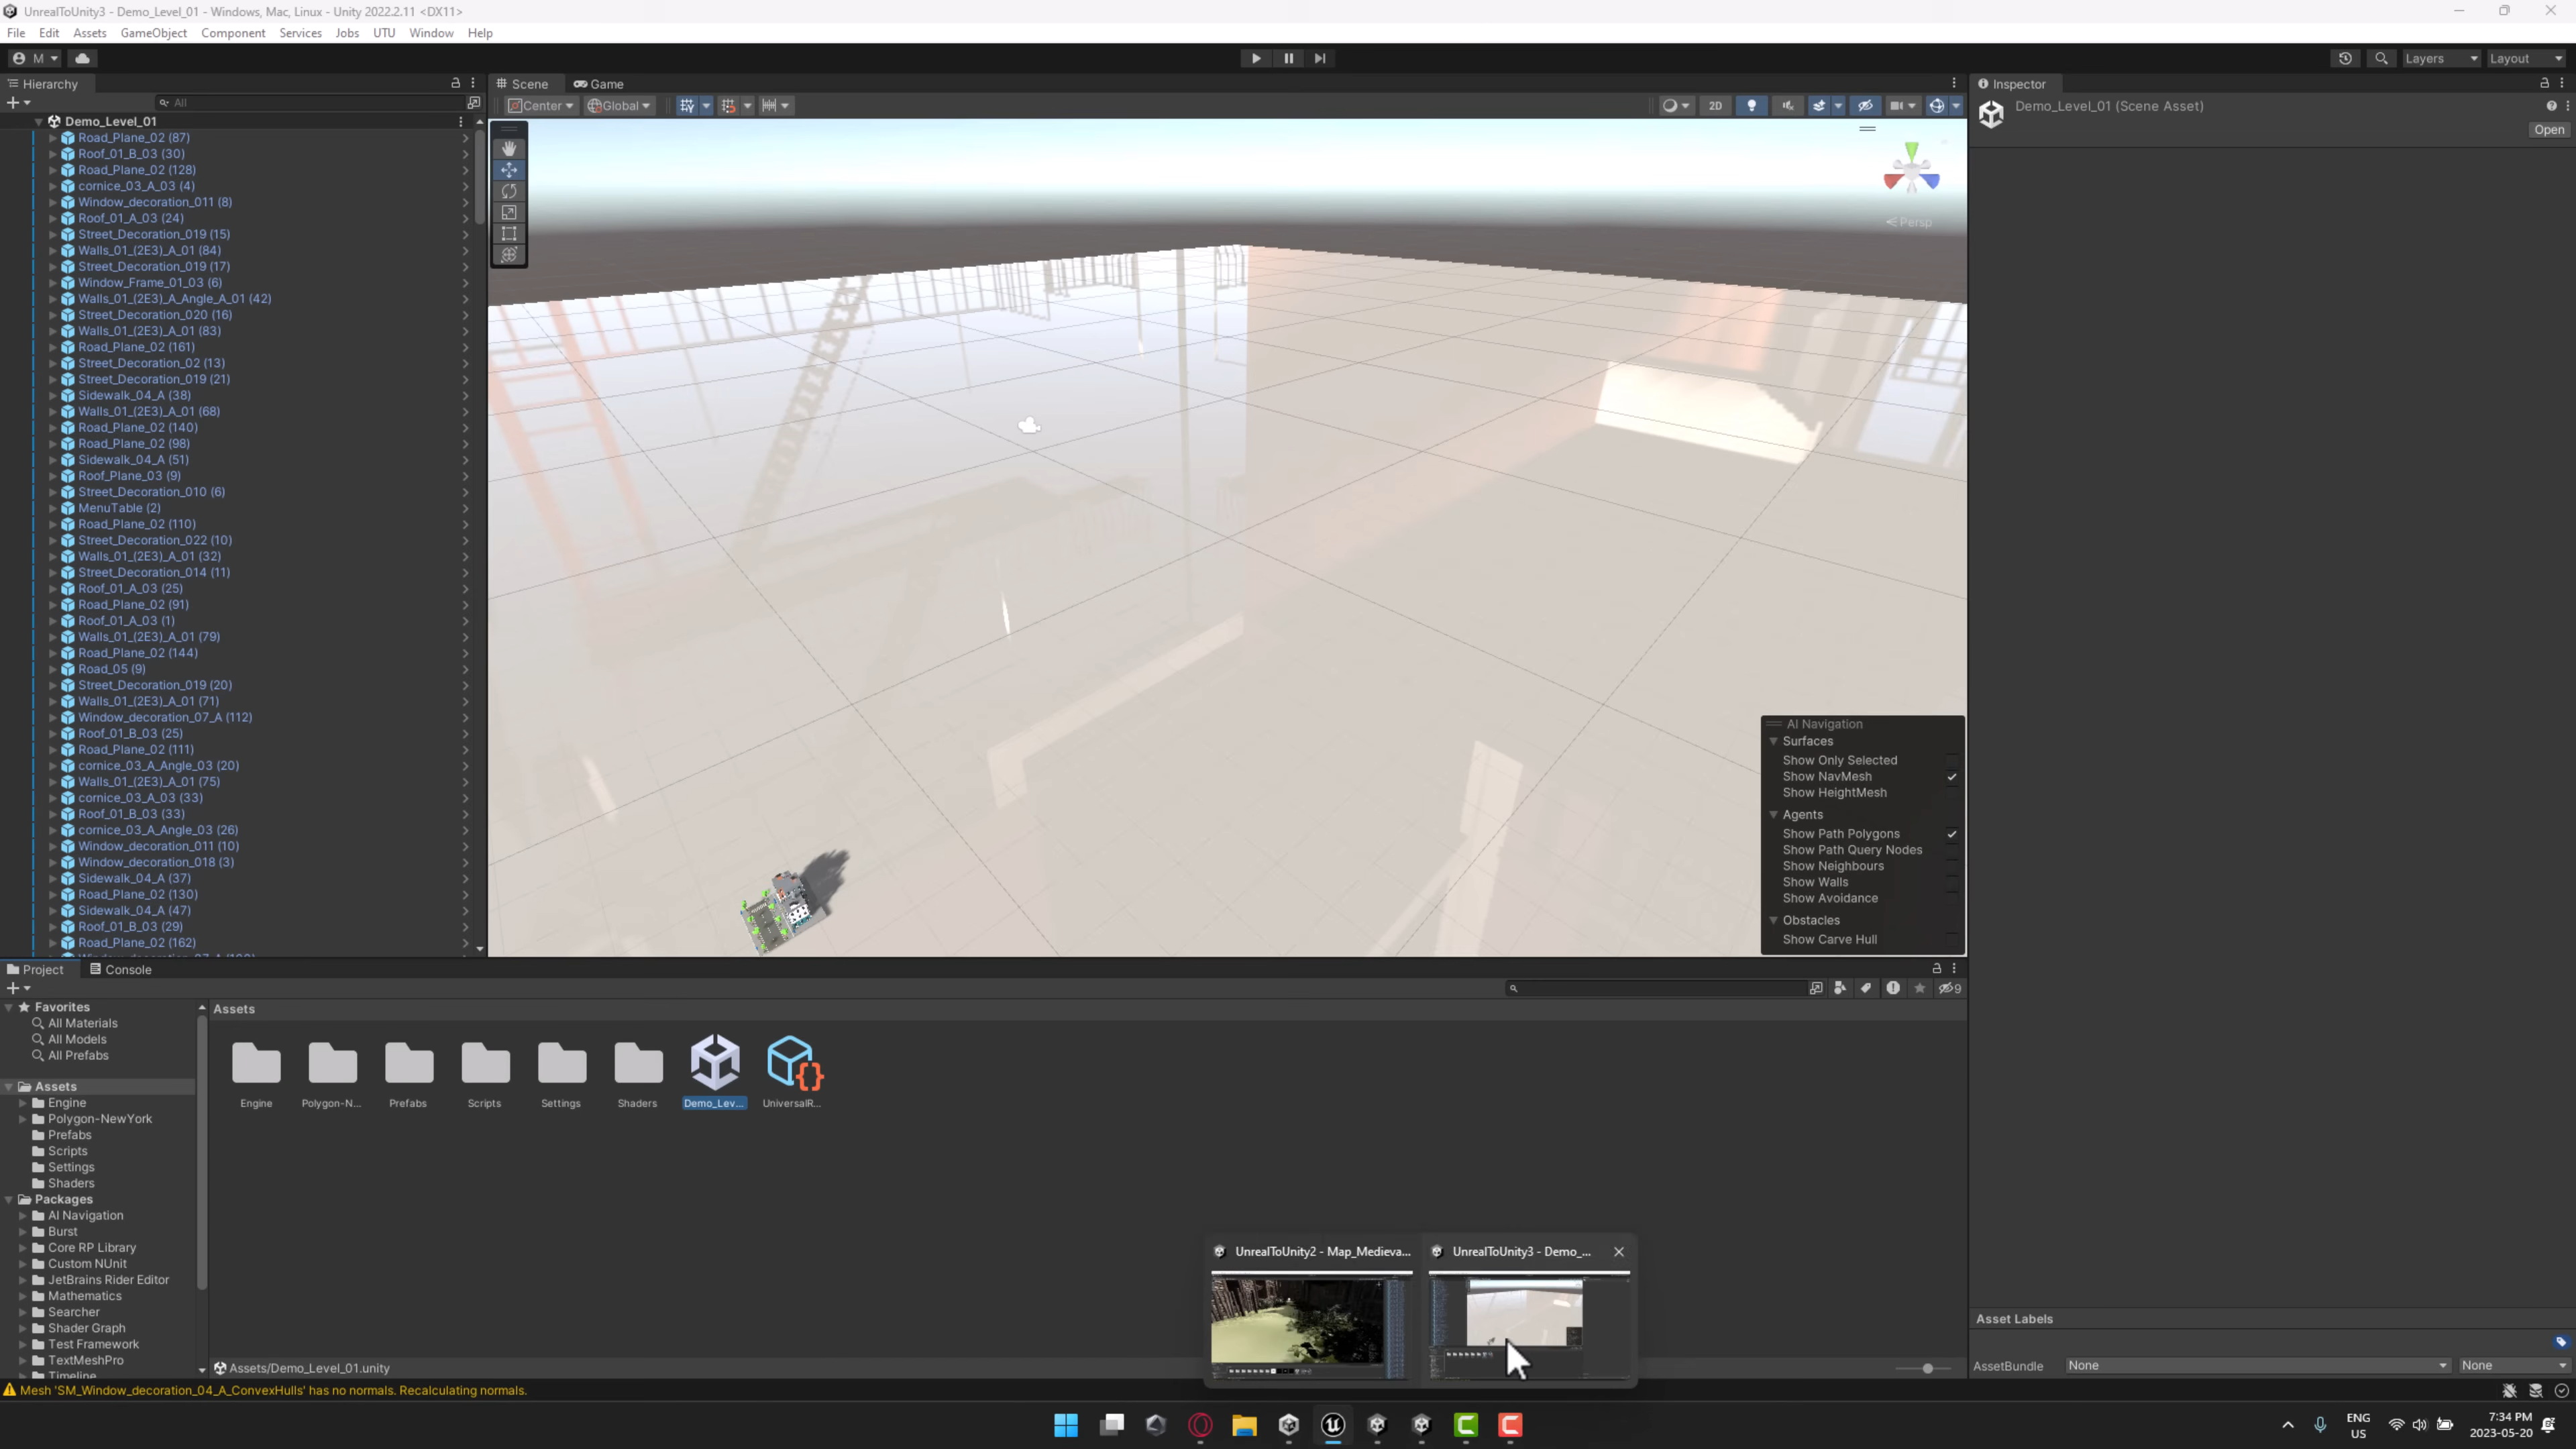 UnrealToUnity3 - Demo_Level_01 - Windows, Mac, Linux - Unity 2022.2.11 <DX11>
File Edit Assets GameObject Component Services Jobs UTU Window Help
M
Layers
Layout
Hierarchy
All
Demo_Level_01
Road_Plane_02 (87)
Roof_01_B_03 (30)
Road_Plane_02 (128)
cornice_03_A_03 (4)
Window_decoration_011 (8)
Roof_01_A_03 (24)
Street_Decoration_019 (15)
Walls_01_(2E3)_A_01 (84)
Street_Decoration_019 (17)
Window_Frame_01_03 (6)
Walls_01_(2E3)_A_Angle_A_01 (42)
Street_Decoration_020 (16)
Walls_01_(2E3)_A_01 (83)
Road_Plane_02 (161)
Street_Decoration_02 (13)
Street_Decoration_019 (21)
Sidewalk_04_A (38)
Walls_01_(2E3)_A_01 (68)
Road_Plane_02 (140)
Road_Plane_02 (98)
Sidewalk_04_A (51)
Roof_Plane_03 (9)
Street_Decoration_010 (6)
MenuTable (2)
Road_Plane_02 (110)
Street_Decoration_022 (10)
Walls_01_(2E3)_A_01 (32)
Street_Decoration_014 (11)
Roof_01_A_03 (25)
Road_Plane_02 (91)
Roof_01_A_03 (1)
Walls_01_(2E3)_A_01 (79)
Road_Plane_02 (144)
Road_05 (9)
Street_Decoration_019 (20)
Walls_01_(2E3)_A_01 (71)
Window_decoration_07_A (112)
Roof_01_B_03 (25)
Road_Plane_02 (111)
cornice_03_A_Angle_03 (20)
Walls_01_(2E3)_A_01 (75)
cornice_03_A_03 (33)
Roof_01_B_03 (33)
cornice_03_A_Angle_03 (26)
Window_decoration_011 (10)
Window_decoration_018 (3)
Sidewalk_04_A (37)
Road_Plane_02 (130)
Sidewalk_04_A (47)
Roof_01_B_03 (29)
Road_Plane_02 (162)
Scene Game
Center Global
2D
Persp
AI Navigation
Surfaces
Show Only Selected
Show NavMesh
Show HeightMesh
Agents
Show Path Polygons
Show Path Query Nodes
Show Neighbours
Show Walls
Show Avoidance
Obstacles
Show Carve Hull
Inspector
Demo_Level_01 (Scene Asset)
Open
Project Console
9
Favorites
All Materials
All Models
All Prefabs
Assets
Engine
Polygon-NewYork
Prefabs
Scripts
Settings
Shaders
Packages
AI Navigation
Burst
Core RP Library
Custom NUnit
JetBrains Rider Editor
Mathematics
Searcher
Shader Graph
Test Framework
TextMeshPro
Timeline
Assets
Engine Polygon-N... Prefabs Scripts Settings Shaders Demo_Lev... UniversalR...
Assets/Demo_Level_01.unity
UnrealToUnity2 - Map_Medieva...
UnrealToUnity3 - Demo_...
Asset Labels
AssetBundle None None
Mesh 'SM_Window_decoration_04_A_ConvexHulls' has no normals. Recalculating normals.
ENG
US
7:34 PM
2023-05-20